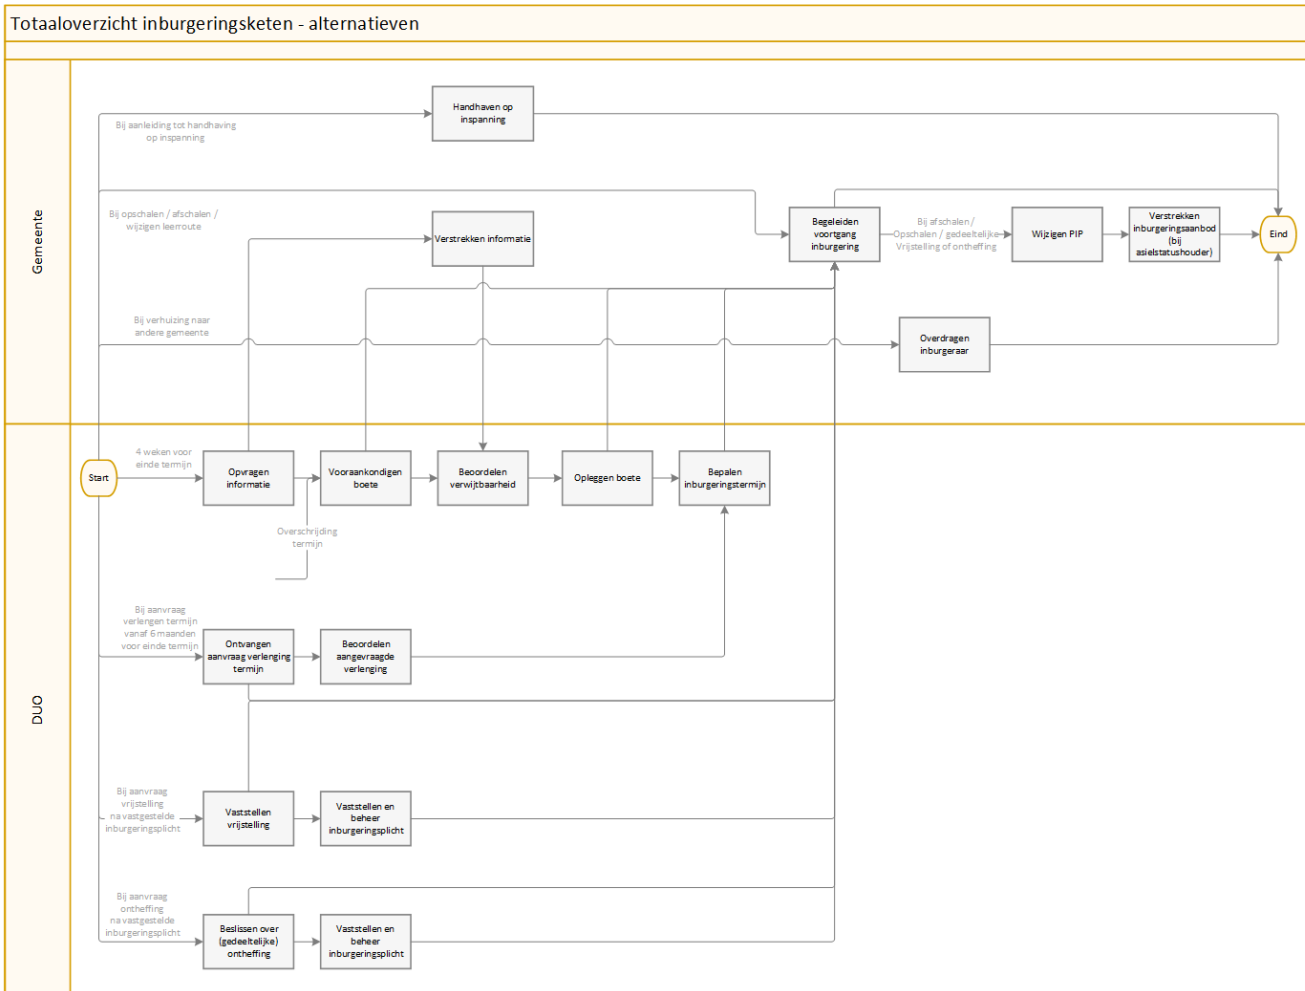 Totaaloverzicht inburgeringsketen - alternatieven
Gemeente
Handhaven op
inspanning
Bij aanleiding tot handhaving
op inspanning
Bij opschalen / afschalen /
wijzigen leerroute
Verstrekken informatie
Begeleiden
voortgang
inburgering
Bij afschalen /
Opschalen / gedeeltelijke
Vrijstelling of ontheffing
Wijzigen PIP
Verstrekken
inburgeringsaanbod
(bij
asielstatushouder)
Eind
Bij verhuizing naar
andere gemeente
Overdragen
inburgeraar
DUO
Start
4 weken voor
einde termijn
Opvragen
informatie
Vooraankondigen
boete
Beoordelen
verwijtbaarheid
Opleggen boete
Bepalen
inburgeringstermijn
Overschrijding
termijn
Bij aanvraag
verlengen termijn
vanaf 6 maanden
voor einde termijn
Ontvangen
aanvraag verlenging
termijn
Beoordelen
aangevraagde
verlenging
Bij aanvraag
vrijstelling
na vastgestelde
inburgeringsplicht
Vaststellen
vrijstelling
Vaststellen en
beheer
inburgeringsplicht
Bij aanvraag
ontheffing
na vastgestelde
inburgeringsplicht
Beslissen over
(gedeeltelijke)
ontheffing
Vaststellen en
beheer
inburgeringsplicht